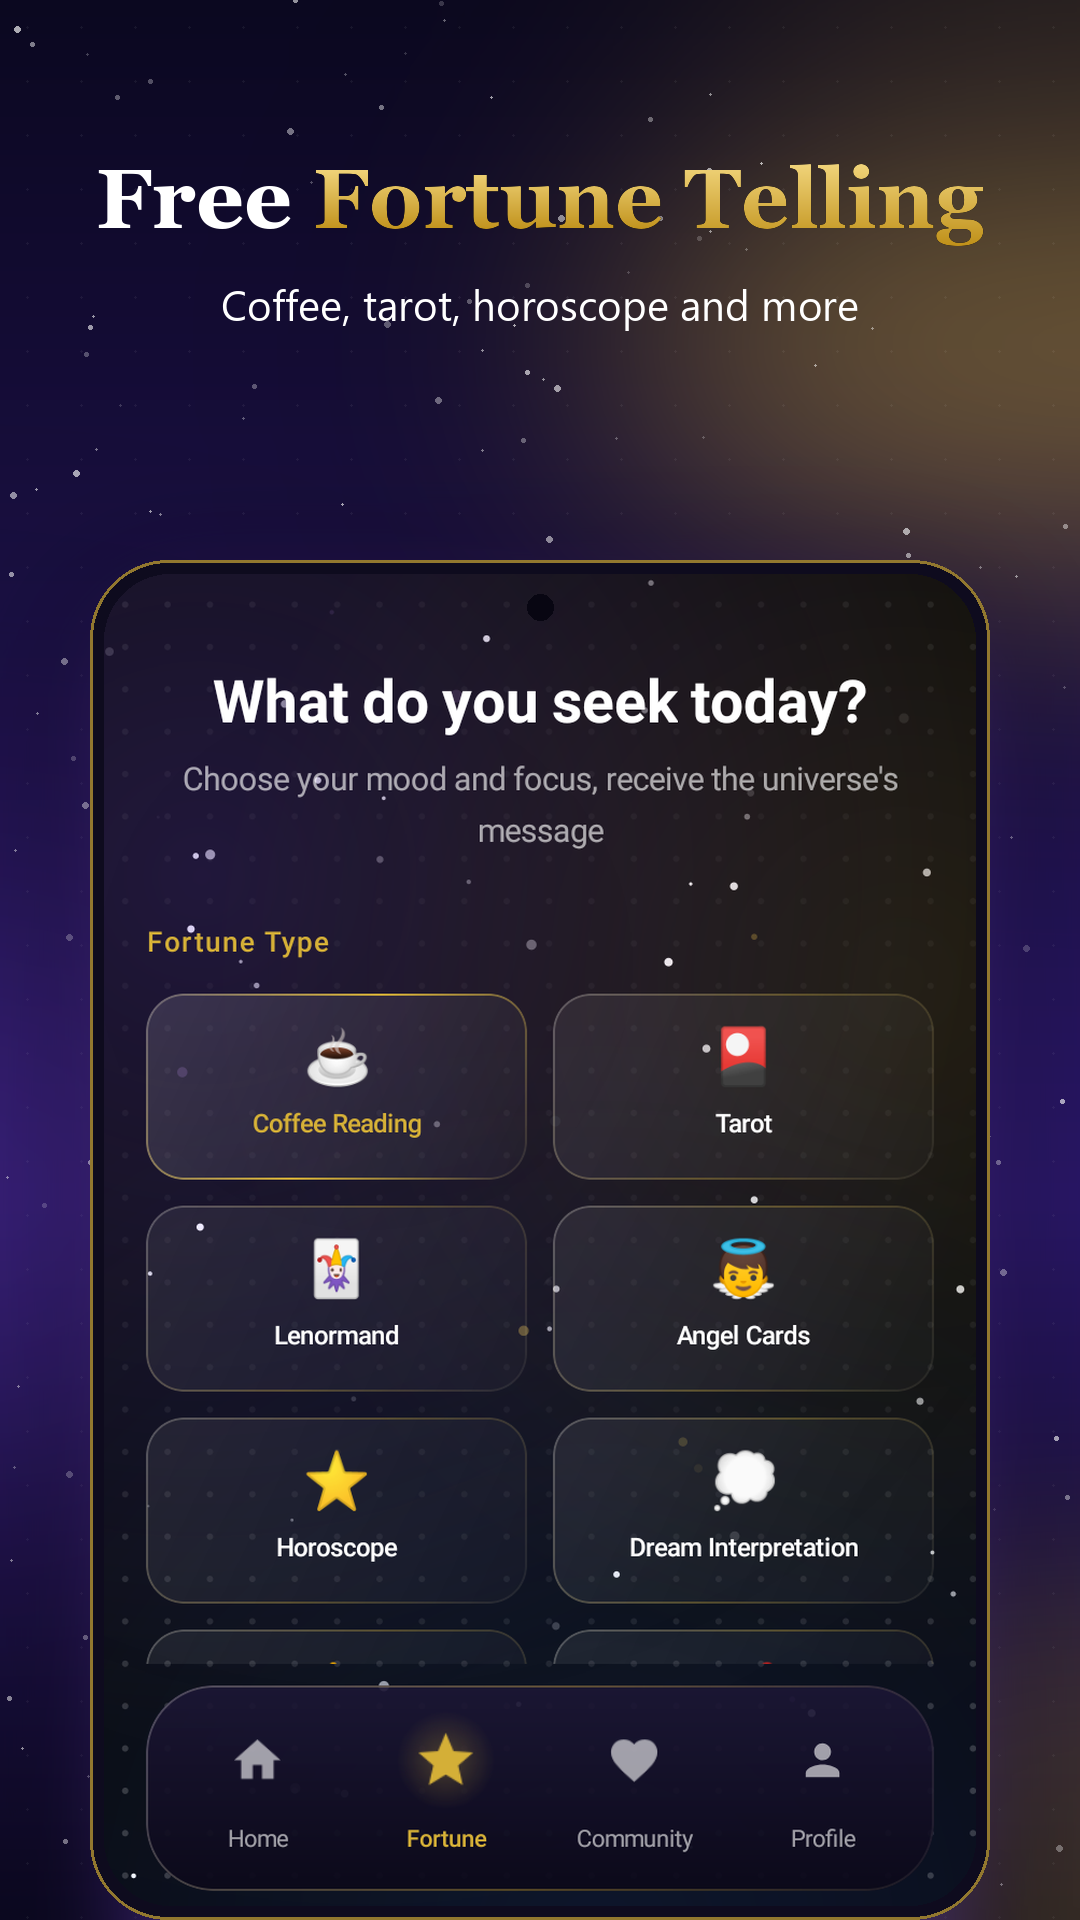 Free Fortune Telling
Coffee, tarot, horoscope and more
What do you seek today?
Choose your mood and focus, receive the universe's
message
Fortune Type
Coffee Reading
Tarot
Lenormand
Angel Cards
Horoscope
Dream Interpretation
Home
Fortune
Community
Profile